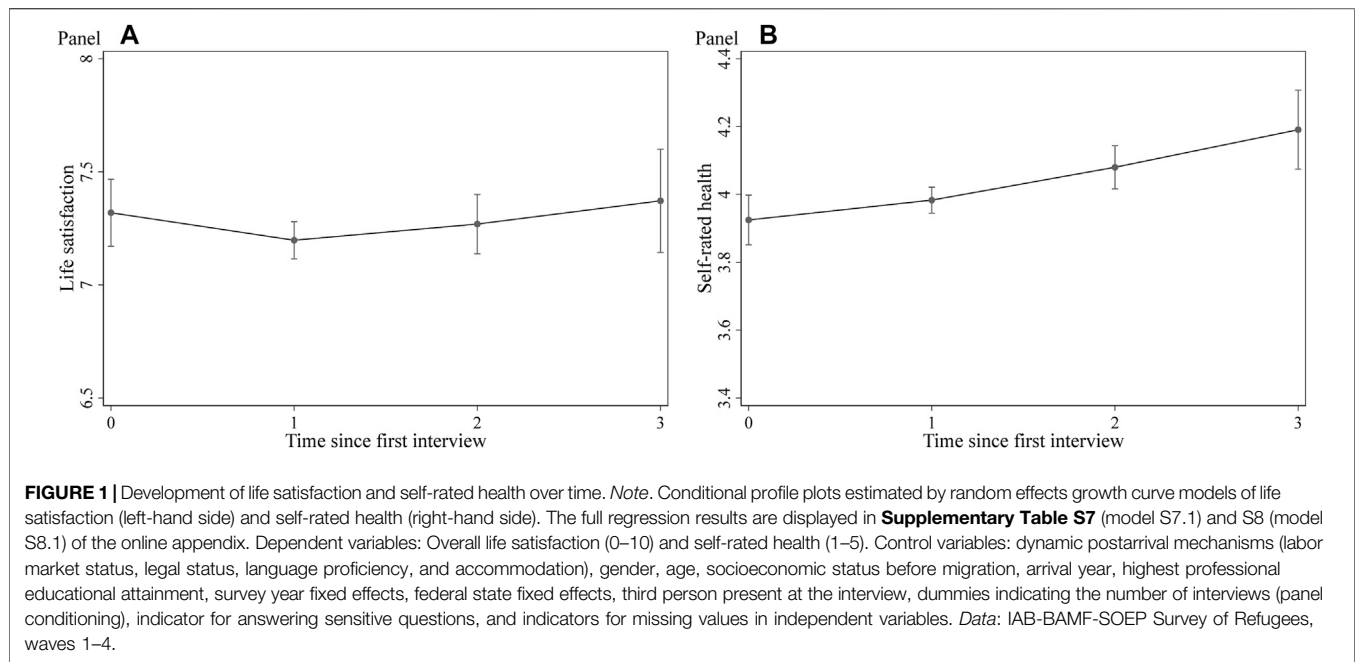 Panel A
8
7.5
7
6.5
Life satisfaction
0 1 2 3
Time since first interview
Panel B
4.4
4.2
4
3.8
3.6
3.4
Self-rated health
0 1 2 3
Time since first interview
FIGURE 1 | Development of life satisfaction and self-rated health over time. Note. Conditional profile plots estimated by random effects growth curve models of life
satisfaction (left-hand side) and self-rated health (right-hand side). The full regression results are displayed in Supplementary Table S7 (model S7.1) and S8 (model
S8.1) of the online appendix. Dependent variables: Overall life satisfaction (0–10) and self-rated health (1–5). Control variables: dynamic postarrival mechanisms (labor
market status, legal status, language proficiency, and accommodation), gender, age, socioeconomic status before migration, arrival year, highest professional
educational attainment, survey year fixed effects, federal state fixed effects, third person present at the interview, dummies indicating the number of interviews (panel
conditioning), indicator for answering sensitive questions, and indicators for missing values in independent variables. Data: IAB-BAMF-SOEP Survey of Refugees,
waves 1–4.